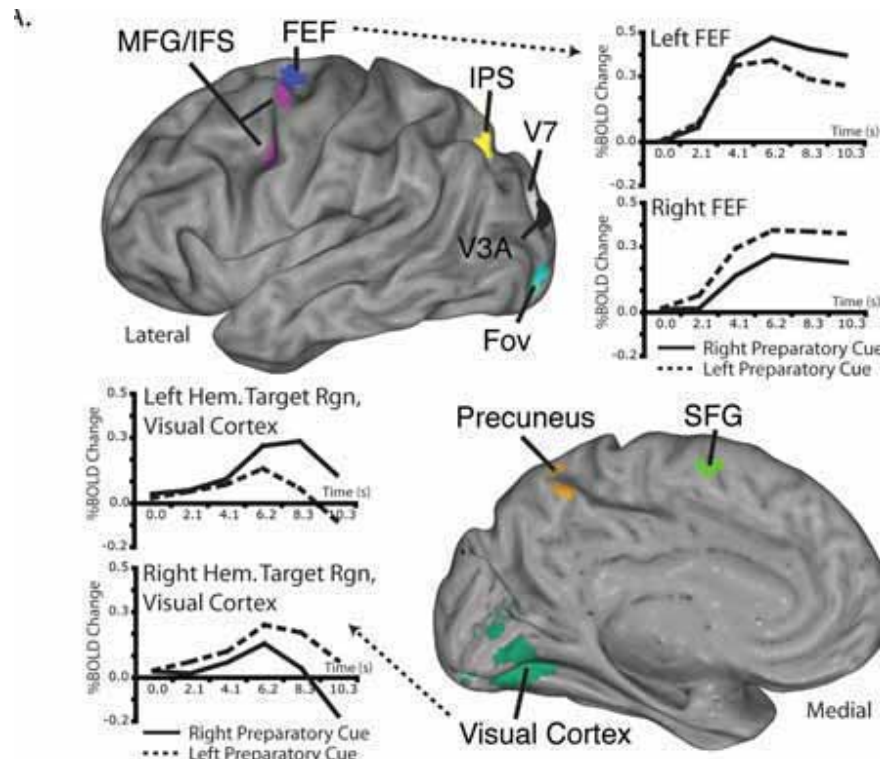 A.
MFG/IFS
FEF
IPS
V7
V3A
Fov
Lateral
Left FEF
%BOLD Change
0.5
0.3
0.0
-0.2
Time (s)
0.0 2.1 4.1 6.2 8.3 10.3
Right FEF
%BOLD Change
0.5
0.3
0.0
-0.2
Time (s)
0.0 2.1 4.1 6.2 8.3 10.3
Right Preparatory Cue
Left Preparatory Cue
Left Hem. Target Rgn,
Visual Cortex
%BOLD Change
0.5
0.3
0.0
-0.2
Time (s)
0.0 2.1 4.1 6.2 8.3 10.3
Right Hem. Target Rgn,
Visual Cortex
%BOLD Change
0.5
0.3
0.0
-0.2
Time (s)
0.0 2.1 4.1 6.2 8.3 10.3
Right Preparatory Cue
Left Preparatory Cue
Precuneus
SFG
Visual Cortex
Medial